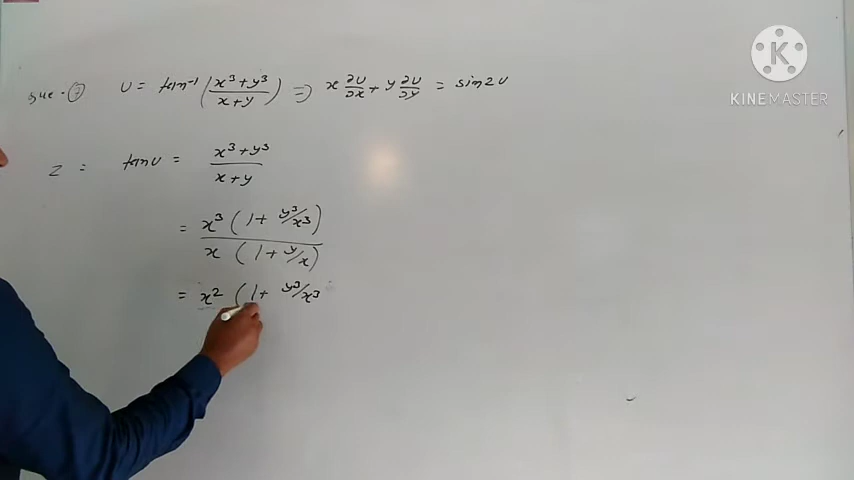 Que.⑦ U = tan⁻¹ (x³+y³ / x+y) ⇒ x ∂U/∂x + y ∂U/∂y = sin2U
Z = tanU = x³+y³ / x+y
= x³ (1 + y³/x³) / x (1 + y/x)
= x² (1 + y³/x³
K
KINEMASTER